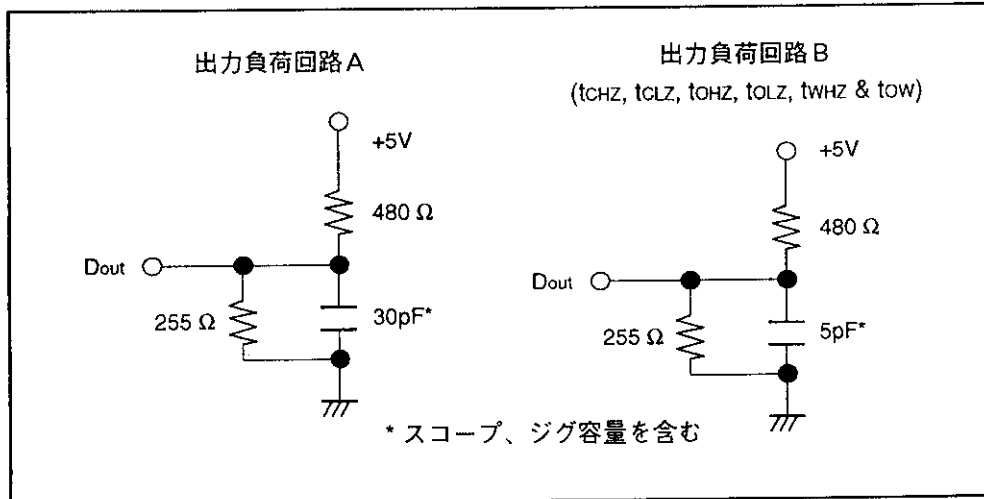 出力負荷回路A
+5V
480 Ω
Dout
255 Ω
30pF*
出力負荷回路B
(tCHZ, tCLZ, tOHZ, tOLZ, tWHZ & tOW)
+5V
480 Ω
Dout
255 Ω
5pF*
* スコープ、ジグ容量を含む